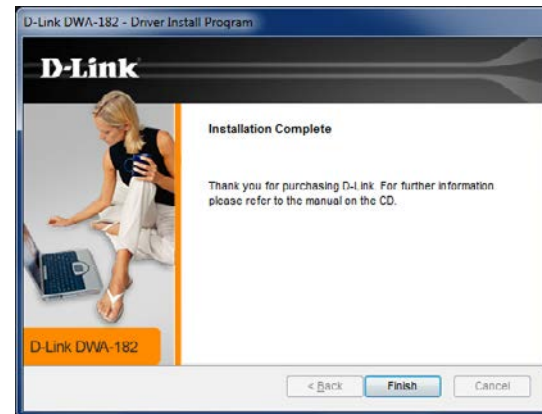 D-Link DWA-182 - Driver Install Program
D-Link
Installation Complete
Thank you for purchasing D-Link. For further information
please refer to the manual on the CD.
D-Link DWA-182
< Back
Finish
Cancel